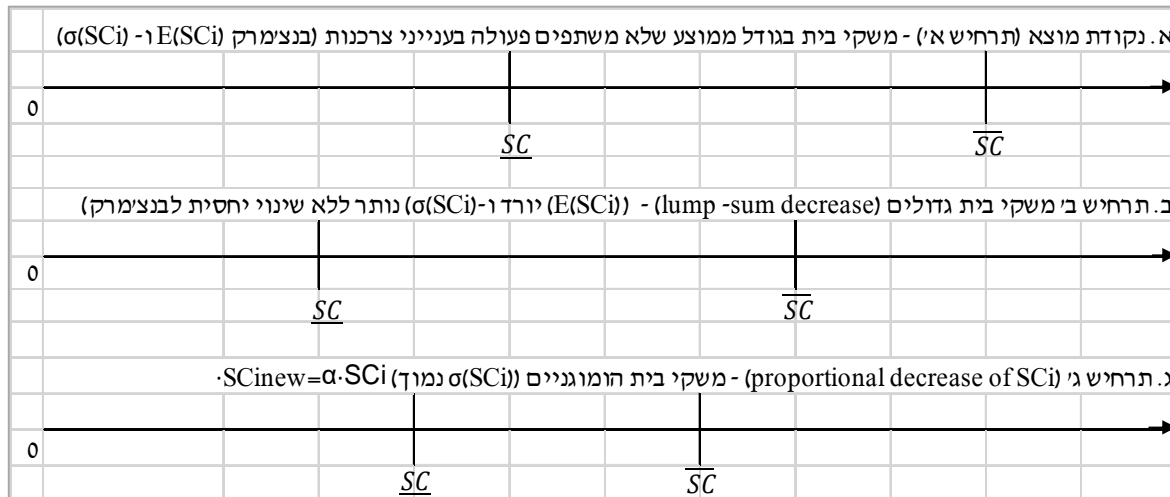 א. נקודת מוצא (תרחיש א') - משקי בית בגודל ממוצע שלא משתפים פעולה בענייני צרכנות (בנצ'מרק E(SCi) ו- σ(SCi))
0
SC
SC
ב. תרחיש ב' משקי בית גדולים (lump -sum decrease) - (E(SCi)) יורד ו-σ(SCi) נותר ללא שינוי יחסית לבנצ'מרק)
0
SC
SC
ג. תרחיש ג' (proportional decrease of SCi) - משקי בית הומוגניים (σ(SCi) נמוך) SCinew=α·SCi·
0
SC
SC